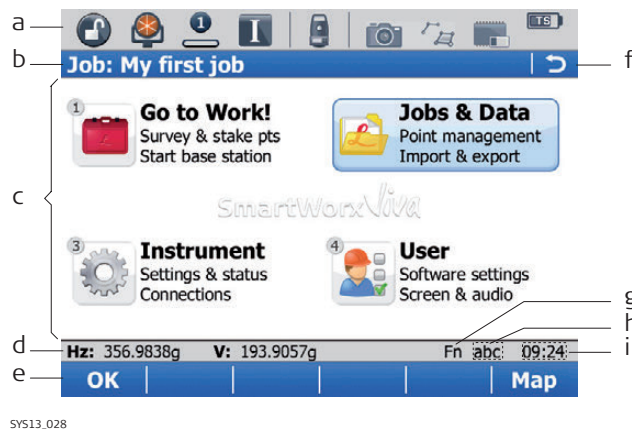 a
1
I
TS
b
Job: My first job
f
1
Go to Work!
Survey & stake pts
Start base station
Jobs & Data
Point management
Import & export
c
SmartWorx Viva
3
Instrument
Settings & status
Connections
4
User
Software settings
Screen & audio
g
h
d
Hz: 356.9838g V: 193.9057g
Fn abc 09:24
i
e
OK
Map
SYS13_028